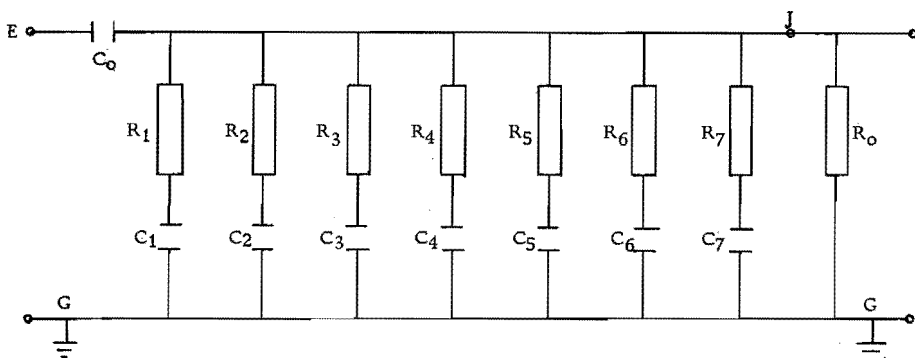 E
J
C₀
R₁ R₂ R₃ R₄ R₅ R₆ R₇ R₀
C₁ C₂ C₃ C₄ C₅ C₆ C₇
G G